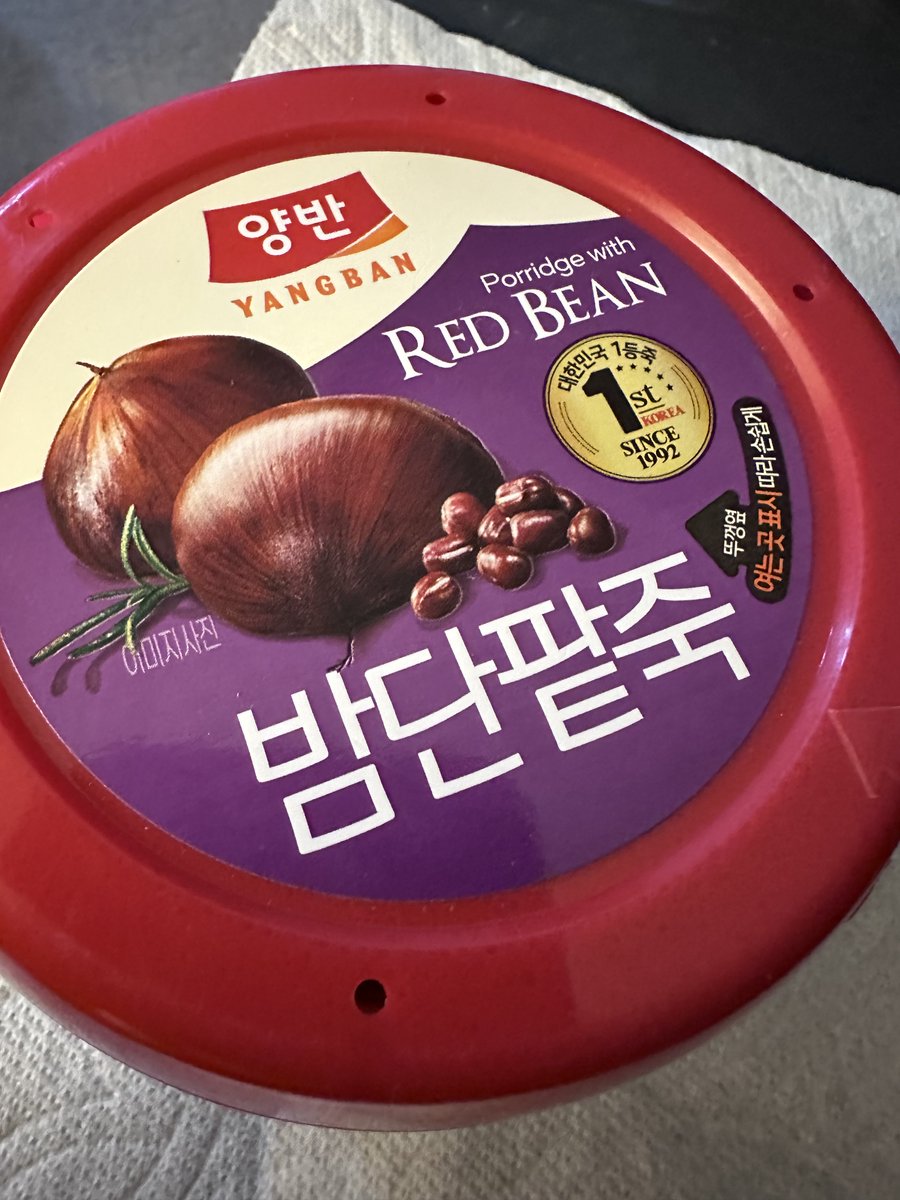 양반
YANGBAN
Porridge with
RED BEAN
대한민국 1등죽
1st
KOREA
SINCE
1992
뚜껑옆
여는 곳 표시 따라 손쉽게
이미지사진
밤단팥죽